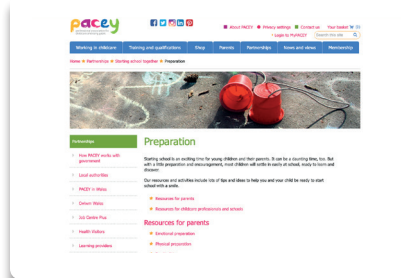 pacey
About PACEY Privacy settings Contact us Your basket (0)
Login to MyPACEY Search this site
Working in childcare Training and qualifications Shop Parents Partnerships News and views Membership
Home Partnerships Starting school together Preparation
Partnerships
How PACEY works with
government
Local authorities
PACEY in Wales
Delwen Wales
Job Centre Plus
Health Visitors
Learning providers
Preparation
Starting school is an exciting time for young children and their parents. It can be a daunting time, too. But
with a little preparation and encouragement, most children will settle in easily at school, ready to learn and
discover
Our resources and activities include lots of tips and ideas to help you and your child be ready to start
school with a smile.
Resources for parents
Resources for childcare professionals and schools
Resources for parents
Emotional preparation
Physical preparation